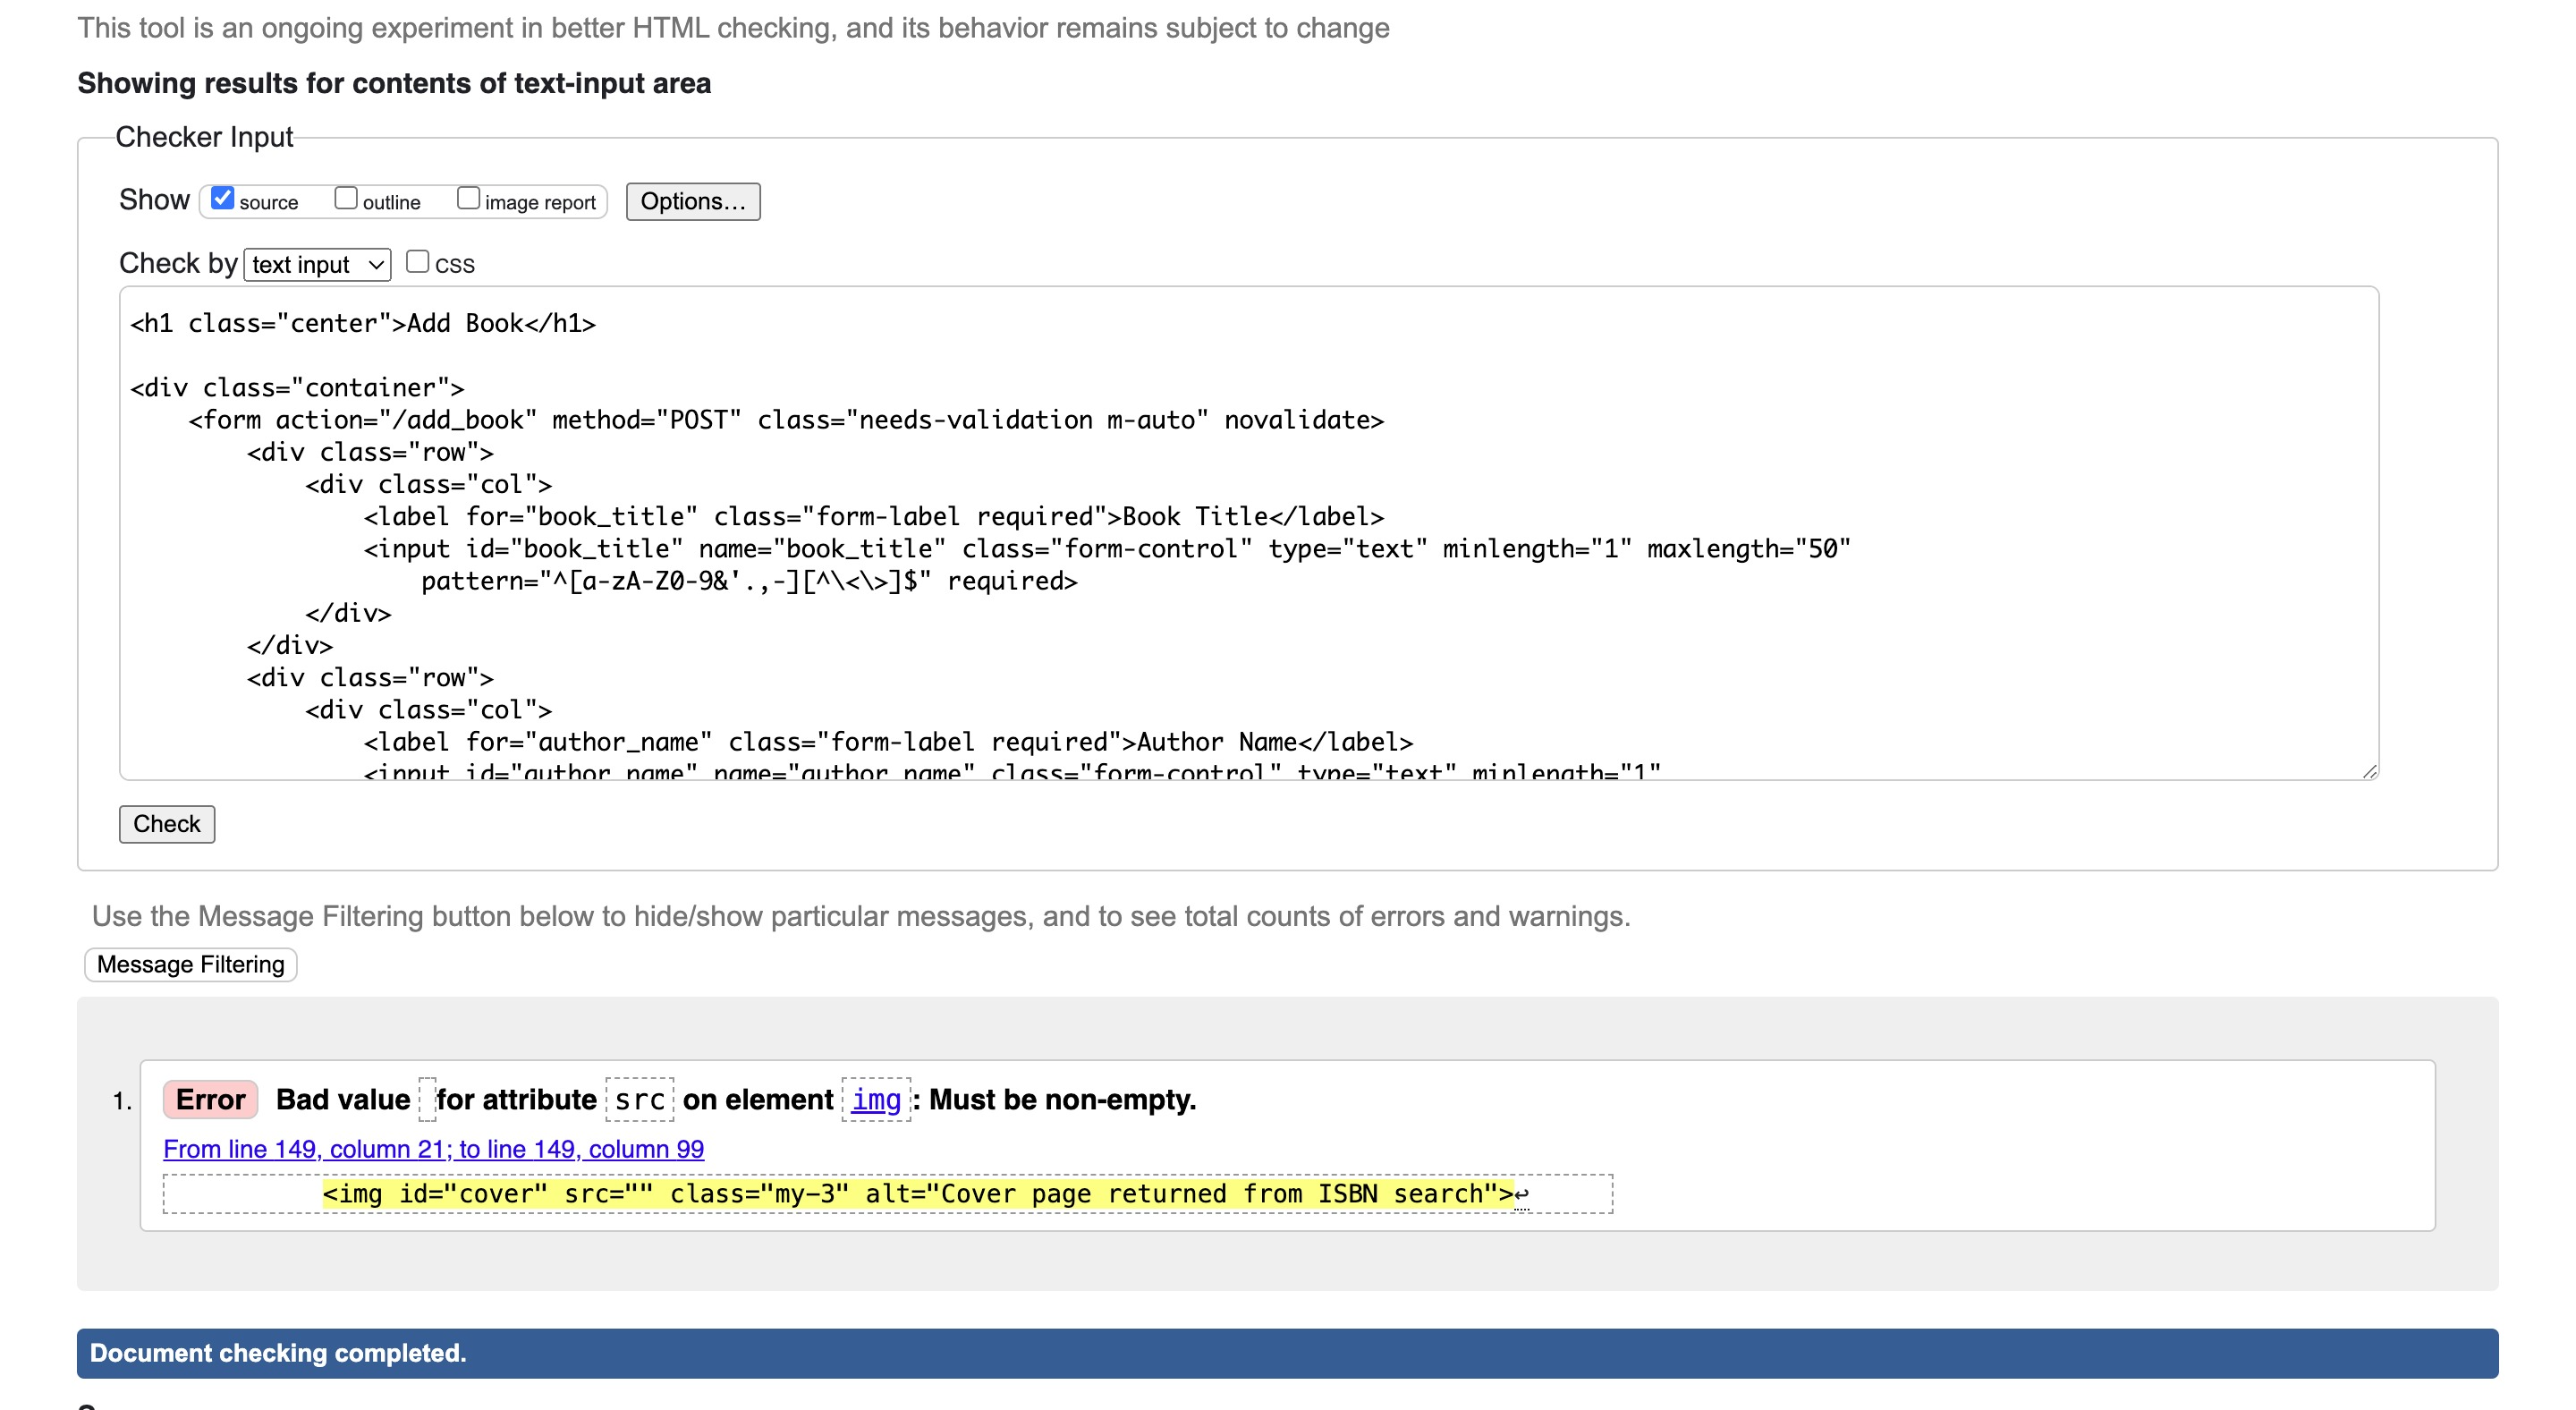 This tool is an ongoing experiment in better HTML checking, and its behavior remains subject to change
Showing results for contents of text-input area
Checker Input
Show source outline image report Options...
Check by text input CSS
<h1 class="center">Add Book</h1>
<div class="container">
<form action="/add_book" method="POST" class="needs-validation m-auto" novalidate>
<div class="row">
<div class="col">
<label for="book_title" class="form-label required">Book Title</label>
<input id="book_title" name="book_title" class="form-control" type="text" minlength="1" maxlength="50"
pattern="^[a-zA-Z0-9&'.,-][^\<\>]$" required>
</div>
</div>
<div class="row">
<div class="col">
<label for="author_name" class="form-label required">Author Name</label>
<input id="author_name" name="author_name" class="form-control" type="text" minlength="1"
Check
Use the Message Filtering button below to hide/show particular messages, and to see total counts of errors and warnings.
Message Filtering
1. Error Bad value for attribute src on element img: Must be non-empty.
From line 149, column 21; to line 149, column 99
<img id="cover" src="" class="my-3" alt="Cover page returned from ISBN search">↩
Document checking completed.